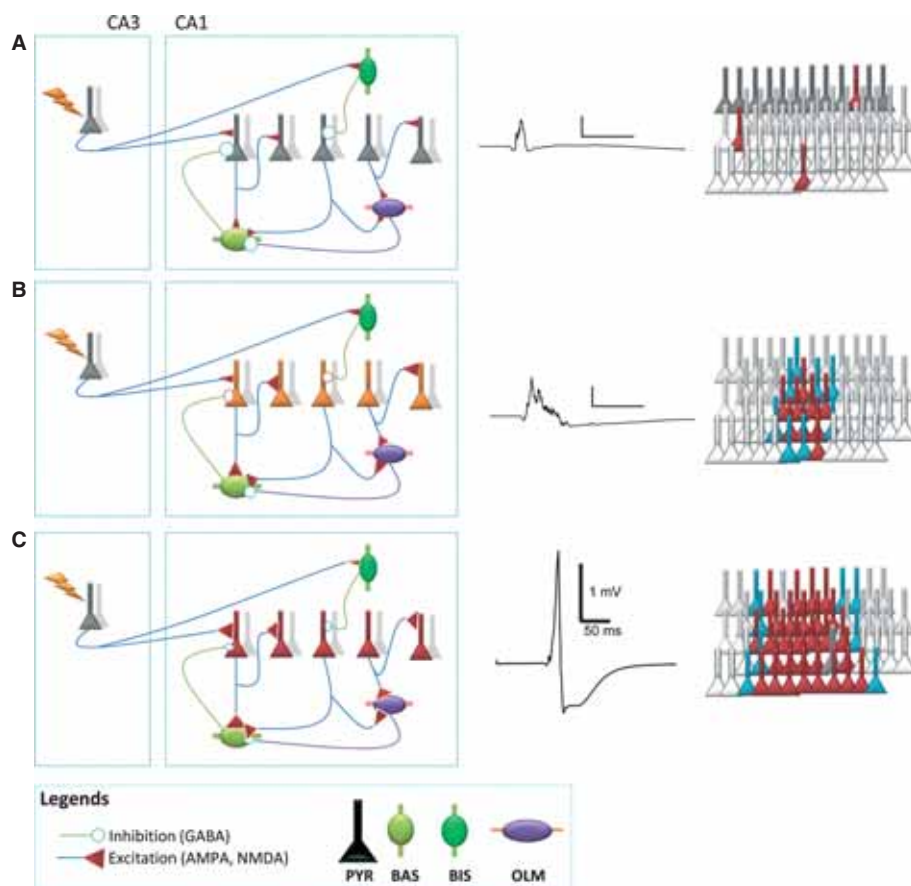 CA3 CA1
A
B
C
1 mV
50 ms
Legends
Inhibition (GABA)
Excitation (AMPA, NMDA)
PYR BAS BIS OLM